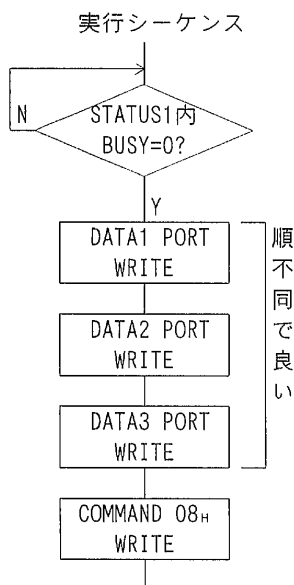 実行シーケンス
N
STATUS1内
BUSY=0?
Y
DATA1 PORT
WRITE
DATA2 PORT
WRITE
DATA3 PORT
WRITE
順不同で良い
COMMAND 08H
WRITE